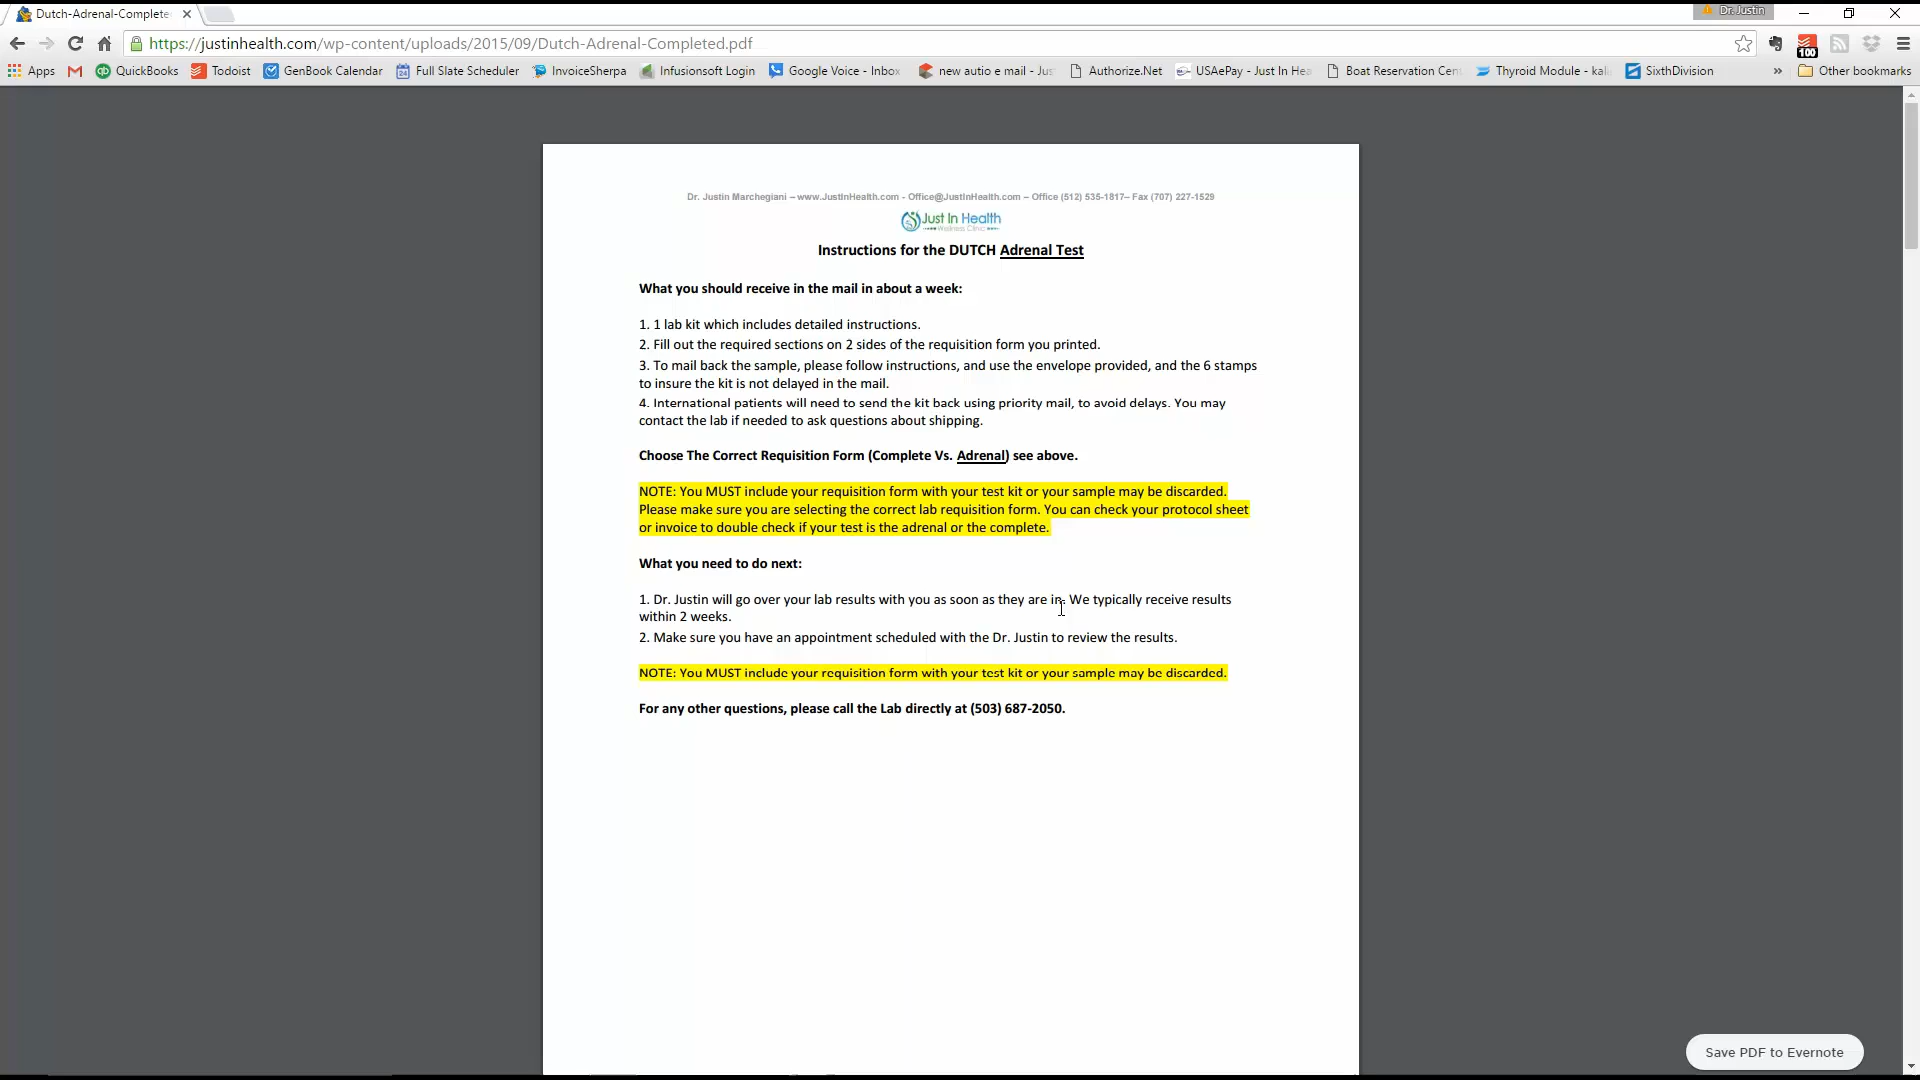 Dutch-Adrenal-Complete
Dr. Justin
https://justinhealth.com/wp-content/uploads/2015/09/Dutch-Adrenal-Completed.pdf
100
Apps QuickBooks Todoist GenBook Calendar Full Slate Scheduler InvoiceSherpa Infusionsoft Login Google Voice - Inbox new autio e mail - Jus Authorize.Net USAePay - Just In Hea Boat Reservation Cen Thyroid Module - kali SixthDivision » Other bookmarks
Dr. Justin Marchegiani – www.JustInHealth.com - Office@JustInHealth.com – Office (512) 535-1817– Fax (707) 227-1529
Just In Health
Wellness Clinic
Instructions for the DUTCH Adrenal Test
What you should receive in the mail in about a week:
1. 1 lab kit which includes detailed instructions.
2. Fill out the required sections on 2 sides of the requisition form you printed.
3. To mail back the sample, please follow instructions, and use the envelope provided, and the 6 stamps
to insure the kit is not delayed in the mail.
4. International patients will need to send the kit back using priority mail, to avoid delays. You may
contact the lab if needed to ask questions about shipping.
Choose The Correct Requisition Form (Complete Vs. Adrenal) see above.
NOTE: You MUST include your requisition form with your test kit or your sample may be discarded.
Please make sure you are selecting the correct lab requisition form. You can check your protocol sheet
or invoice to double check if your test is the adrenal or the complete.
What you need to do next:
1. Dr. Justin will go over your lab results with you as soon as they are in. We typically receive results
within 2 weeks.
2. Make sure you have an appointment scheduled with the Dr. Justin to review the results.
NOTE: You MUST include your requisition form with your test kit or your sample may be discarded.
For any other questions, please call the Lab directly at (503) 687-2050.
Save PDF to Evernote